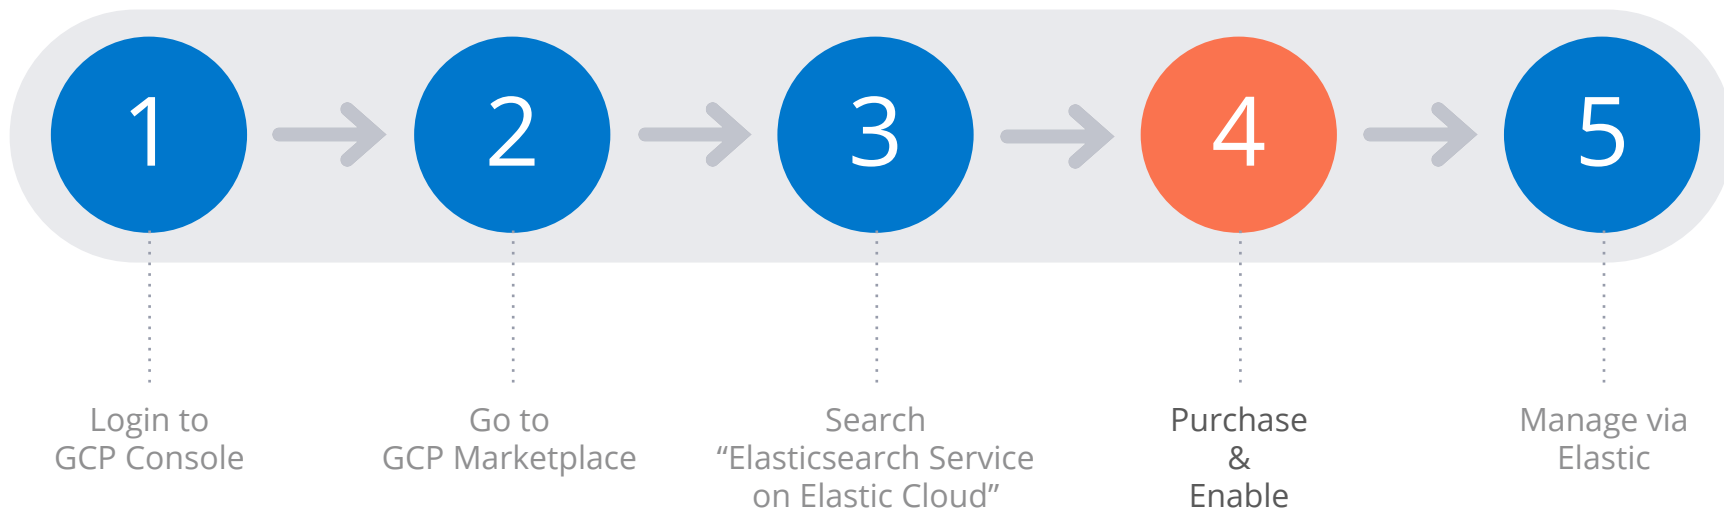 1
2
3
4
5
Login to
GCP Console
Go to
GCP Marketplace
Search
“Elasticsearch Service
on Elastic Cloud”
Purchase
&
Enable
Manage via
Elastic